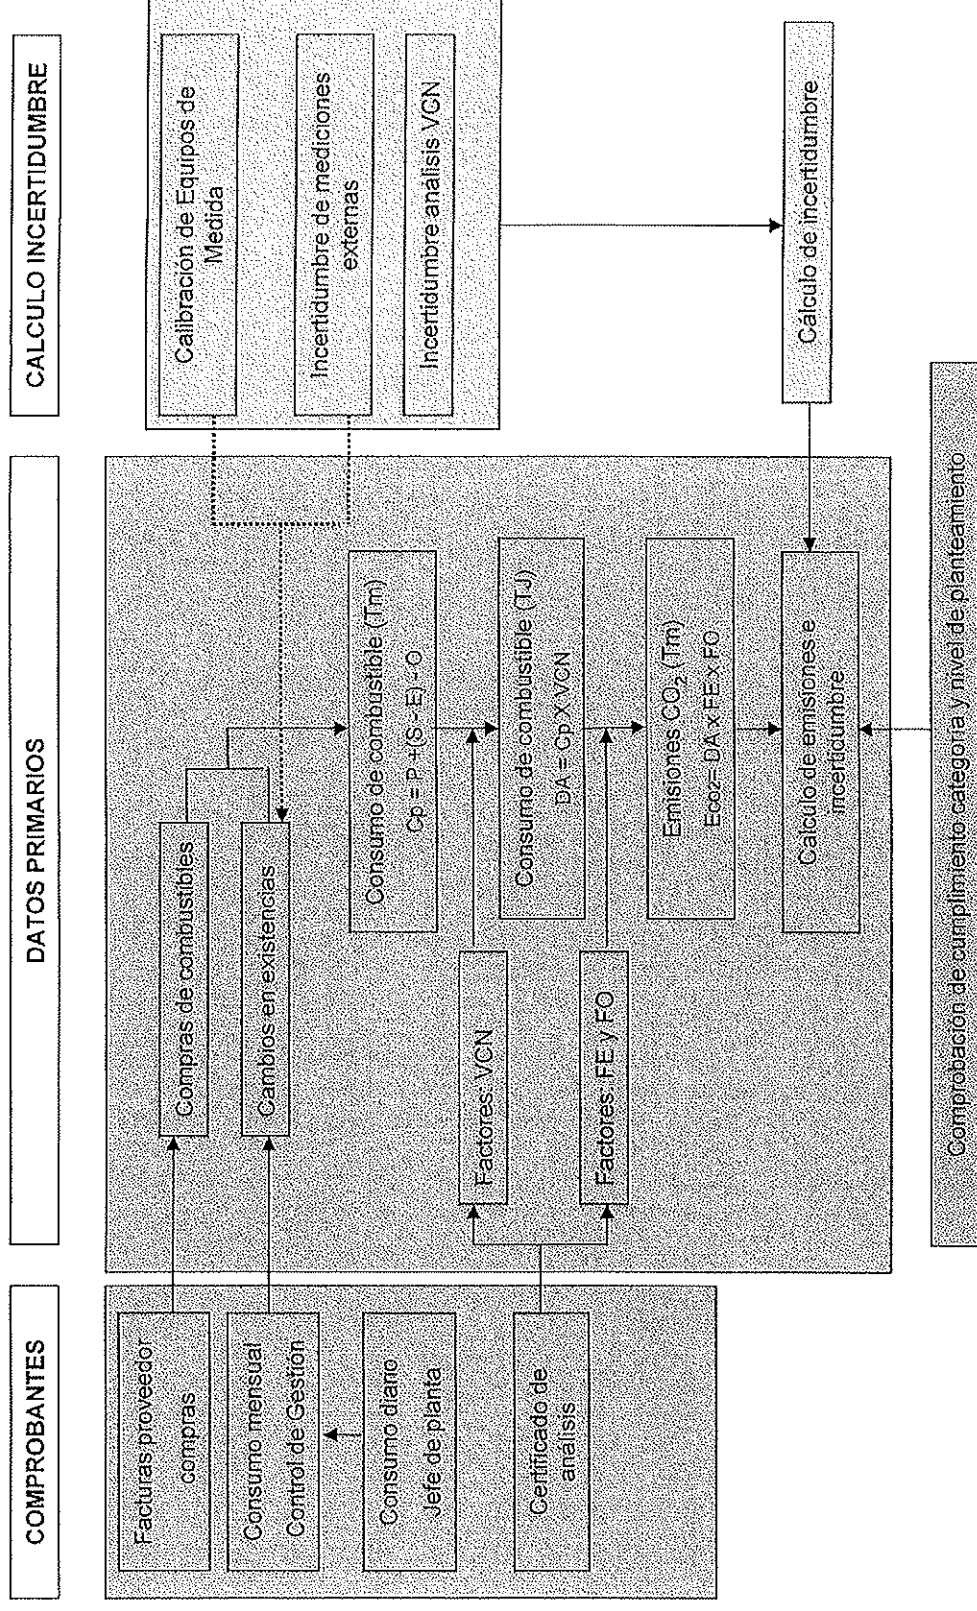 COMPROBANTES
Facturas proveedor
compras
Consumo mensual
Control de Gestión
Consumo diario
Jefe de planta
Certificado de
análisis
DATOS PRIMARIOS
Compras de combustibles
Cambios en existencias
Consumo de combustible (Tm)
Cp = P +(S - E) - O
Factores: VCN
Consumo de combustible (TJ)
DA = Cp X VCN
Factores: FE y FO
Emisiones CO₂ (Tm)
Eco2= DA x FE x FO
Calculo de emisiones e
incertidumbre
CALCULO INCERTIDUMBRE
Calibración de Equipos de
Medida
Incertidumbre de mediciones
externas
Incertidumbre análisis VCN
Cálculo de incertidumbre
Comprobación de cumplimiento categoría y nivel de planteamiento